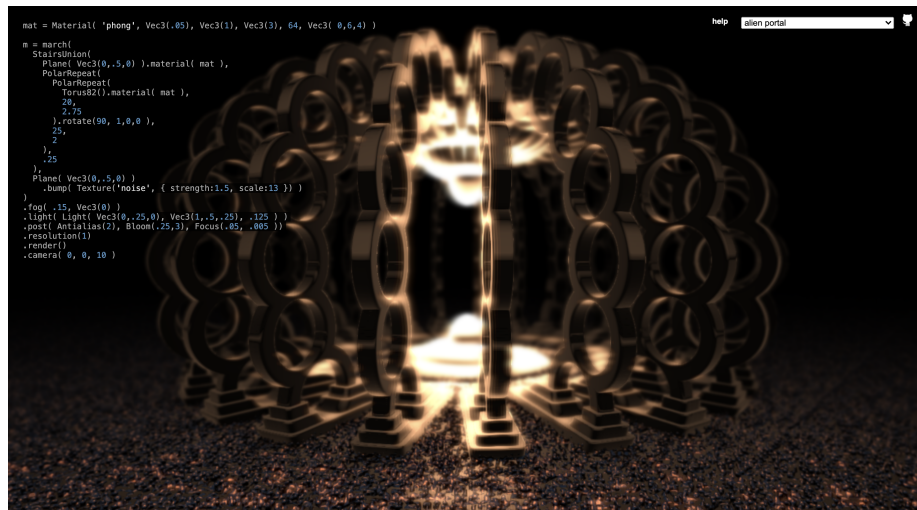 mat = Material( 'phong', Vec3(.05), Vec3(1), Vec3(3), 64, Vec3( 0,6,4) )
help
alien portal
m = march(
  StairsUnion(
    Plane( Vec3(0,.5,0) ).material( mat ),
    PolarRepeat(
      PolarRepeat(
        Torus82().material( mat ),
        20,
        2.75
      ).rotate(90, 1,0,0 ),
      25,
      2
    ),
    .25
  ),
  Plane( Vec3(0,.5,0) )
    .bump( Texture('noise', { strength:1.5, scale:13 }) )
)
.fog( .15, Vec3(0) )
.light( Light( Vec3(0,.25,0), Vec3(1,.5,.25), .125 ) )
.post( Antialias(2), Bloom(.25,3), Focus(.05, .005 ))
.resolution(1)
.render()
.camera( 0, 0, 10 )